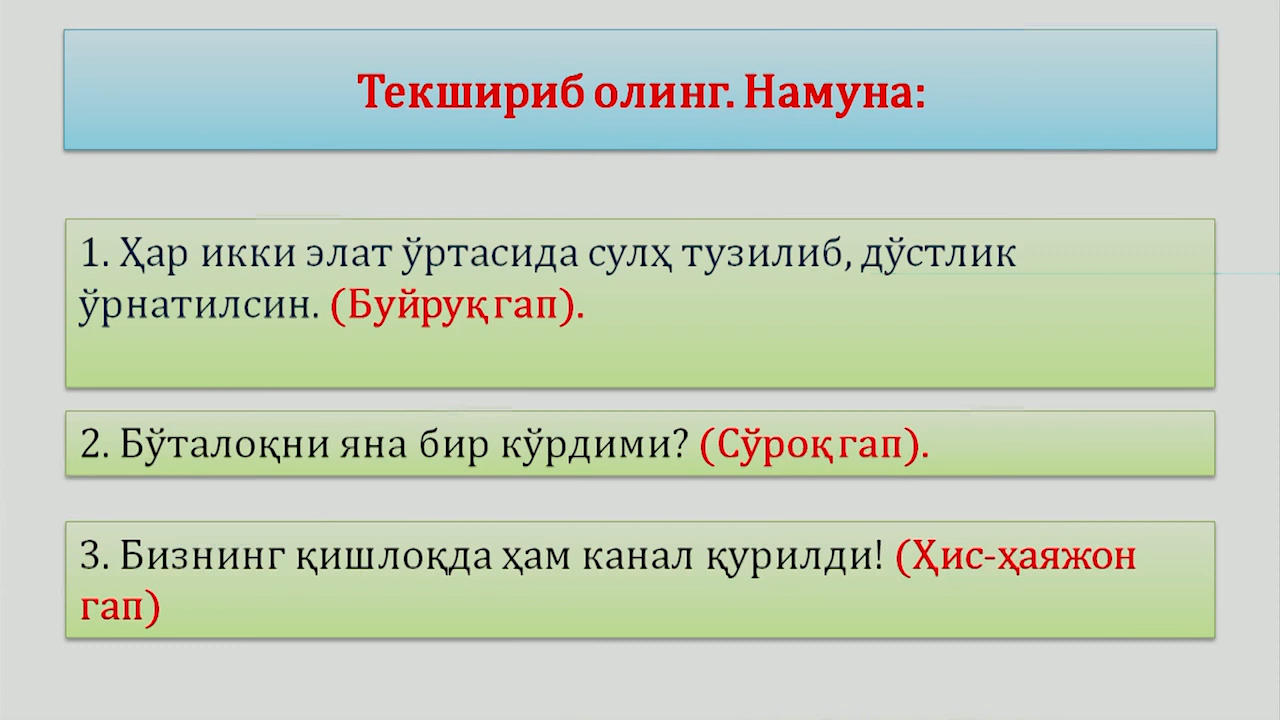 Текшириб олинг. Намуна:
1. Ҳар икки элат ўртасида сулҳ тузилиб, дўстлик
ўрнатилсин. (Буйруқ гап).
2. Бўталоқни яна бир кўрдими? (Сўроқ гап).
3. Бизнинг қишлоқда ҳам канал қурилди! (Ҳис-ҳаяжон
гап)